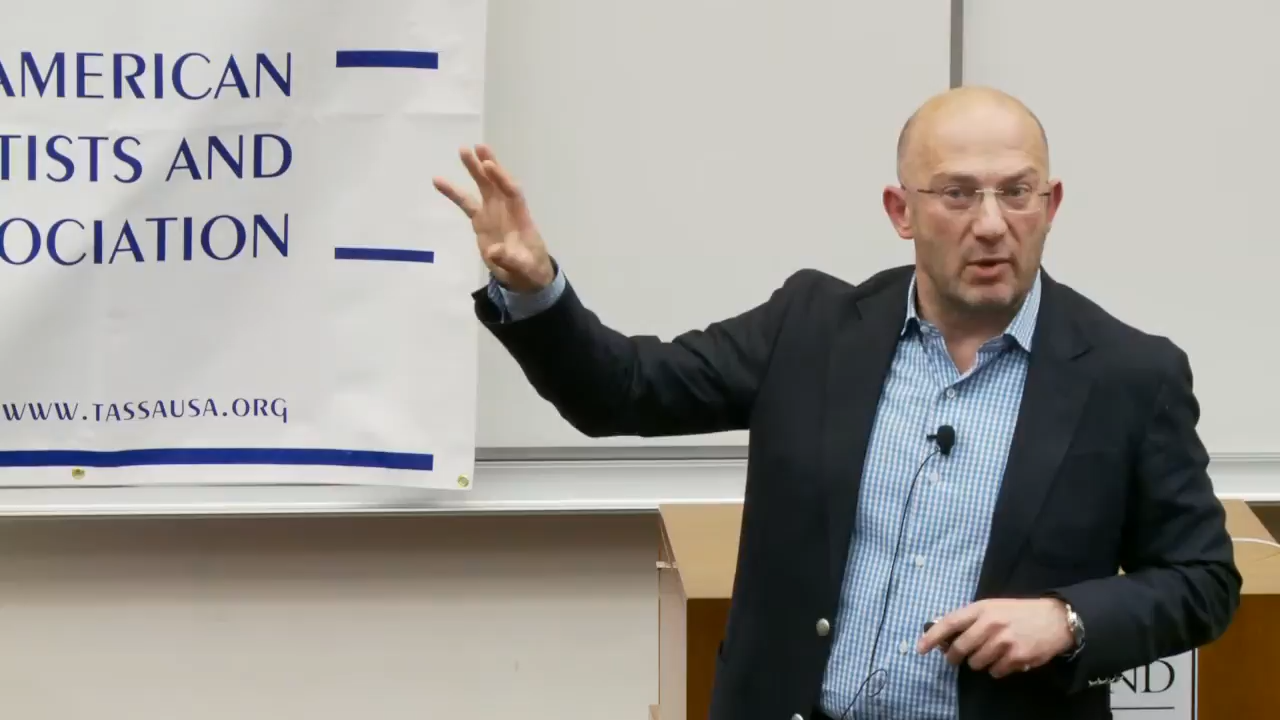 AMERICAN
TISTS AND
OCIATION
WWW.TASSAUSA.ORG
ND